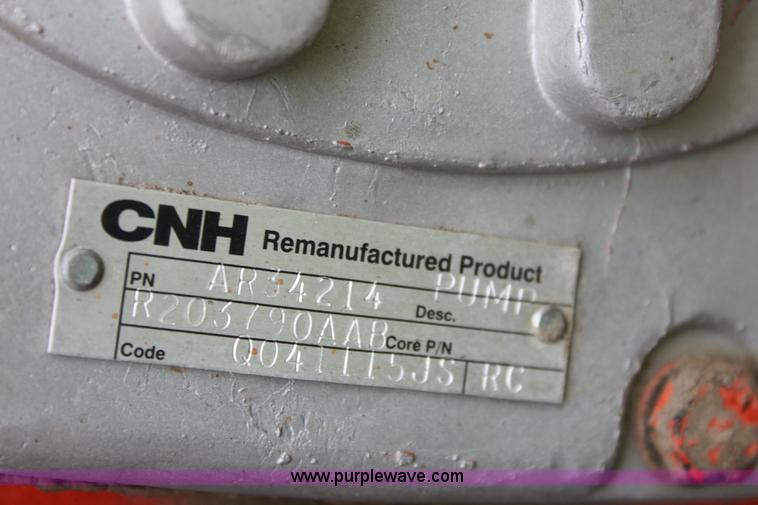 CNH Remanufactured Product
PN AR34214 Desc. PUMP
R203790AAB Core P/N
Code Q041115JS RC
www.purplewave.com